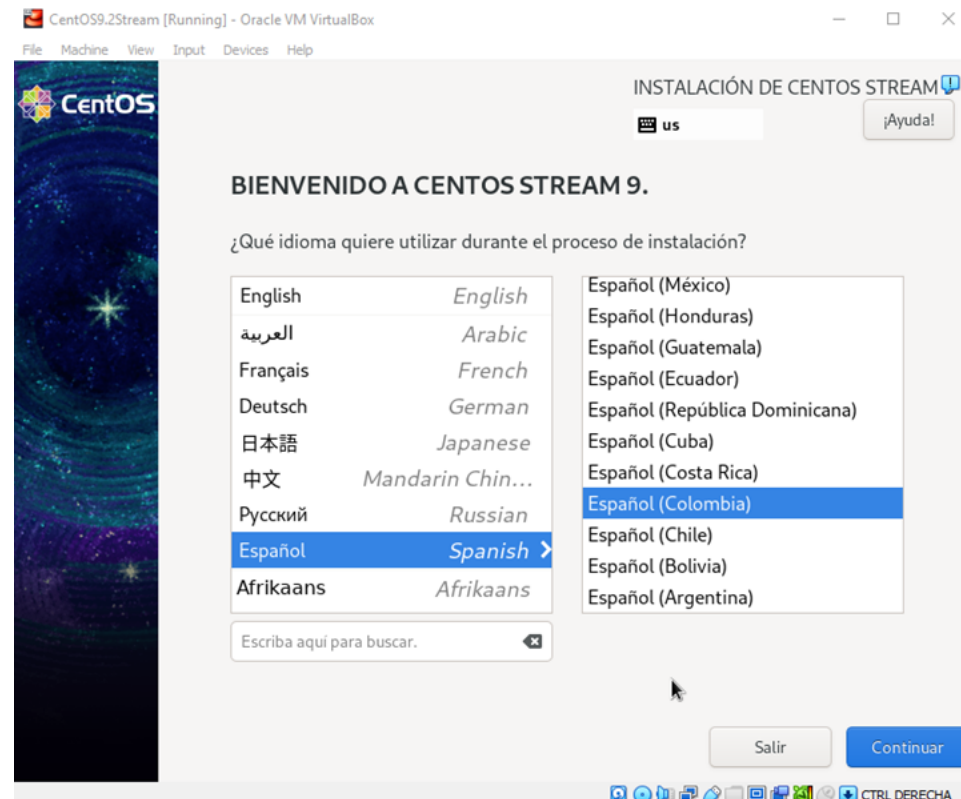 CentOS9.2Stream [Running] - Oracle VM VirtualBox
File Machine View Input Devices Help
CentOS
INSTALACIÓN DE CENTOS STREAM
us
¡Ayuda!
BIENVENIDO A CENTOS STREAM 9.
¿Qué idioma quiere utilizar durante el proceso de instalación?
English English
العربية Arabic
Français French
Deutsch German
日本語 Japanese
中文 Mandarin Chin...
Русский Russian
Español Spanish
Afrikaans Afrikaans
Español (México)
Español (Honduras)
Español (Guatemala)
Español (Ecuador)
Español (República Dominicana)
Español (Cuba)
Español (Costa Rica)
Español (Colombia)
Español (Chile)
Español (Bolivia)
Español (Argentina)
Escriba aquí para buscar.
Salir
Continuar
CTRL DERECHA